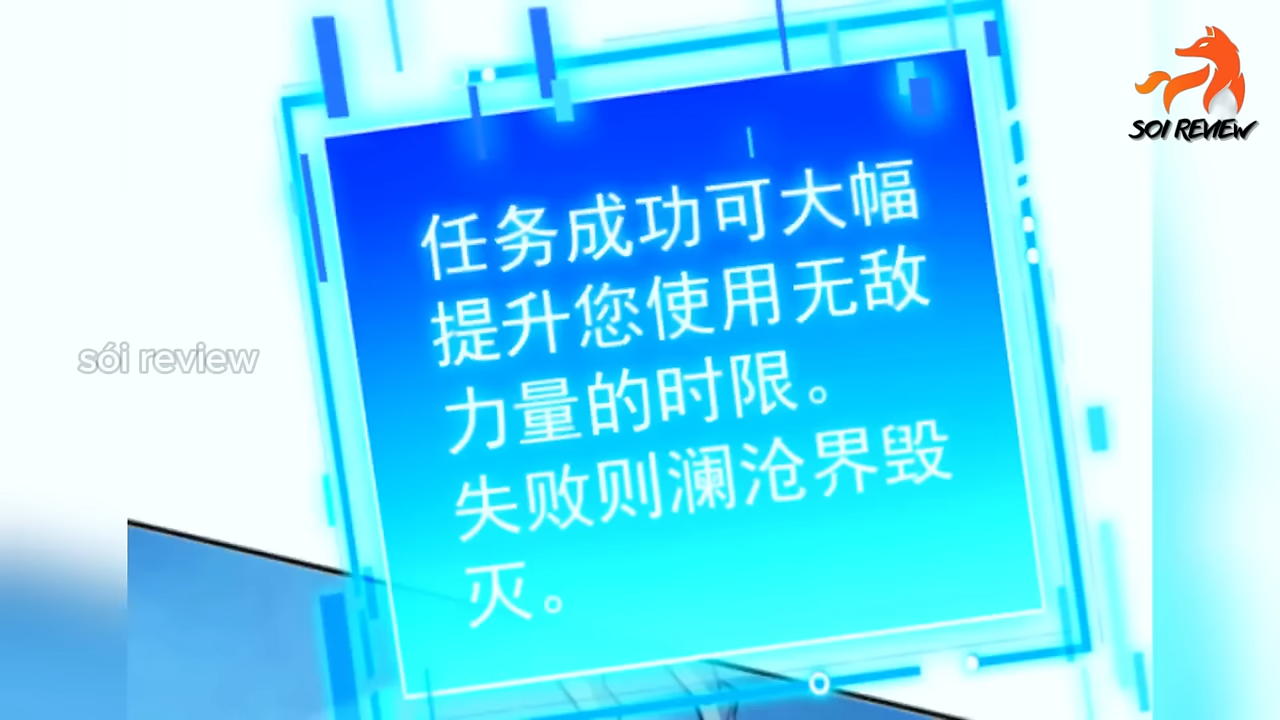 SOI REVIEW
任务成功可大幅
提升您使用无敌
力量的时限。
失败则澜沧界毁
灭。
sói review